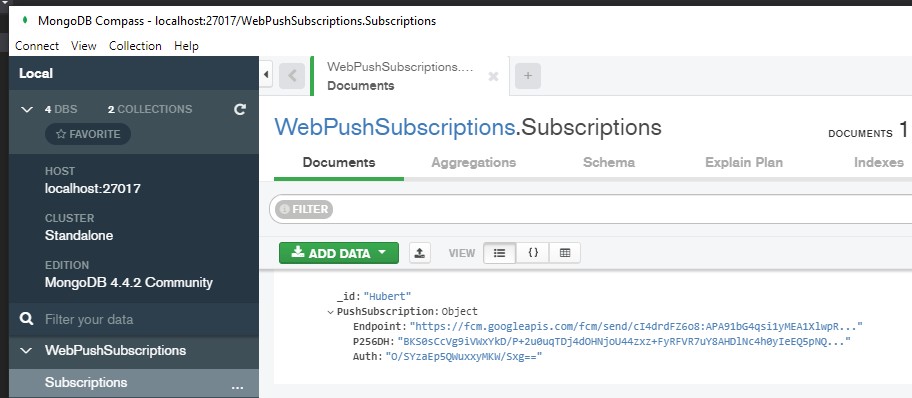 MongoDB Compass - localhost:27017/WebPushSubscriptions.Subscriptions
Connect View Collection Help
Local
4 DBS 2 COLLECTIONS
FAVORITE
HOST
localhost:27017
CLUSTER
Standalone
EDITION
MongoDB 4.4.2 Community
Filter your data
WebPushSubscriptions
Subscriptions ...
WebPushSubscriptions....
Documents
WebPushSubscriptions.Subscriptions
DOCUMENTS 1
Documents Aggregations Schema Explain Plan Indexes
FILTER
ADD DATA VIEW {}
_id: "Hubert"
PushSubscription: Object
Endpoint: "https://fcm.googleapis.com/fcm/send/cI4drdFZ6o8:APA91bG4qsi1yMEA1XlwpR..."
P256DH: "BKS0sCcVg9iVWxYkD/P+2u0uqTDj4dOHNjoU44zxz+FyRFVR7uY8AHDlNc4h0yIeEQ5pNQ..."
Auth: "O/SYzaEp5QWuxxyMKW/Sxg=="